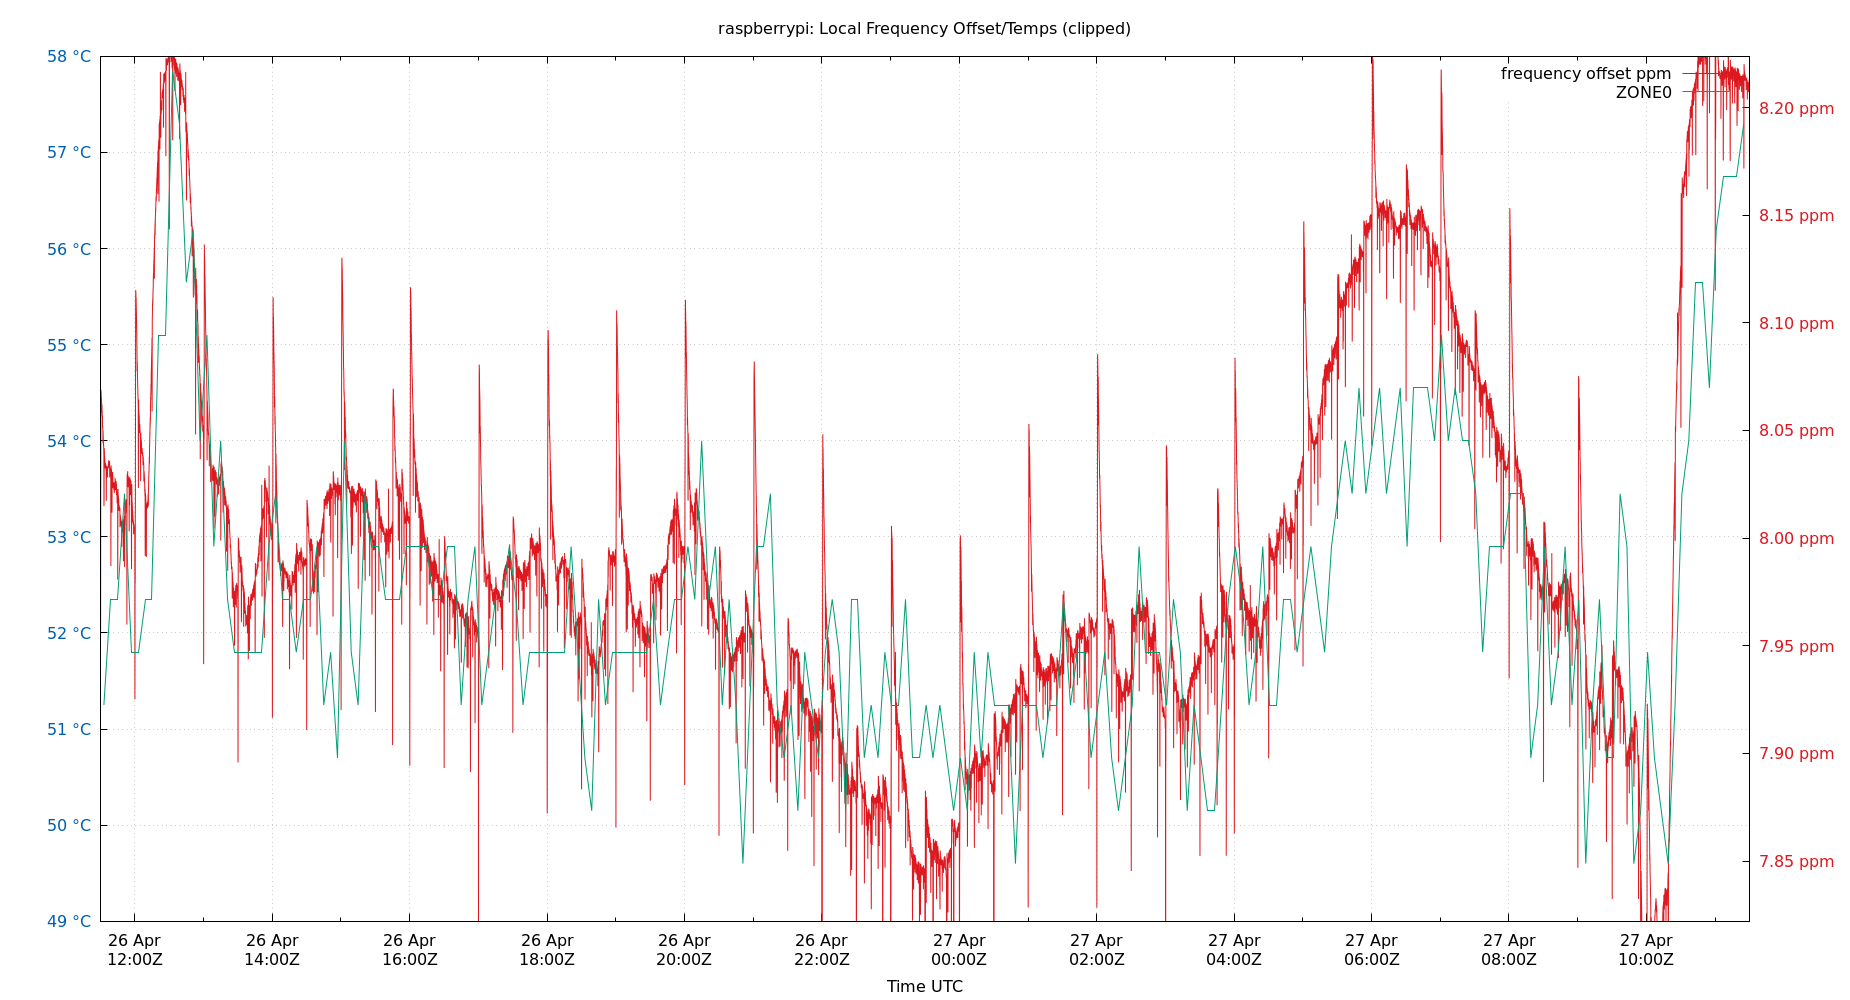 raspberrypi: Local Frequency Offset/Temps (clipped)
58 °C
57 °C
56 °C
55 °C
54 °C
53 °C
52 °C
51 °C
50 °C
49 °C
frequency offset ppm
ZONE0
8.20 ppm
8.15 ppm
8.10 ppm
8.05 ppm
8.00 ppm
7.95 ppm
7.90 ppm
7.85 ppm
26 Apr
12:00Z
26 Apr
14:00Z
26 Apr
16:00Z
26 Apr
18:00Z
26 Apr
20:00Z
26 Apr
22:00Z
27 Apr
00:00Z
27 Apr
02:00Z
27 Apr
04:00Z
27 Apr
06:00Z
27 Apr
08:00Z
27 Apr
10:00Z
Time UTC